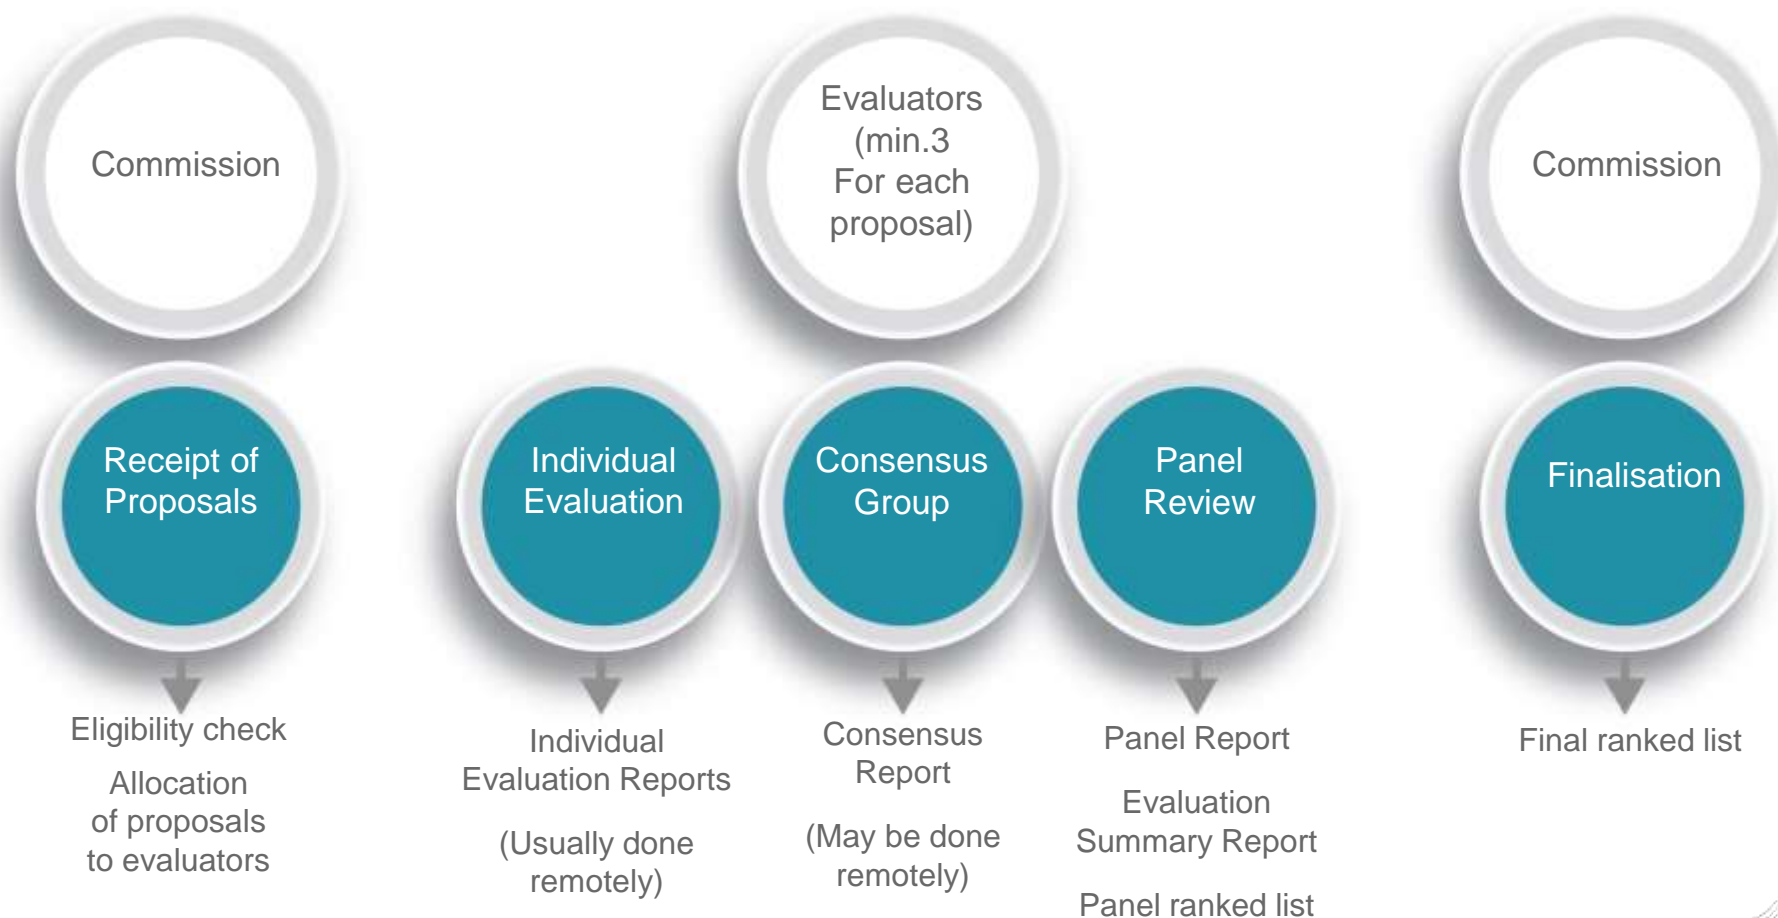 Commission
Evaluators
(min.3
For each
proposal)
Commission
Receipt of
Proposals
Individual
Evaluation
Consensus
Group
Panel
Review
Finalisation
Eligibility check
Allocation
of proposals
to evaluators
Individual
Evaluation Reports
(Usually done
remotely)
Consensus
Report
(May be done
remotely)
Panel Report
Evaluation
Summary Report
Panel ranked list
Final ranked list